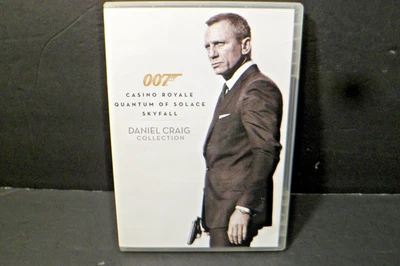 007
CASINO ROYALE
QUANTUM OF SOLACE
SKYFALL
DANIEL CRAIG
COLLECTION